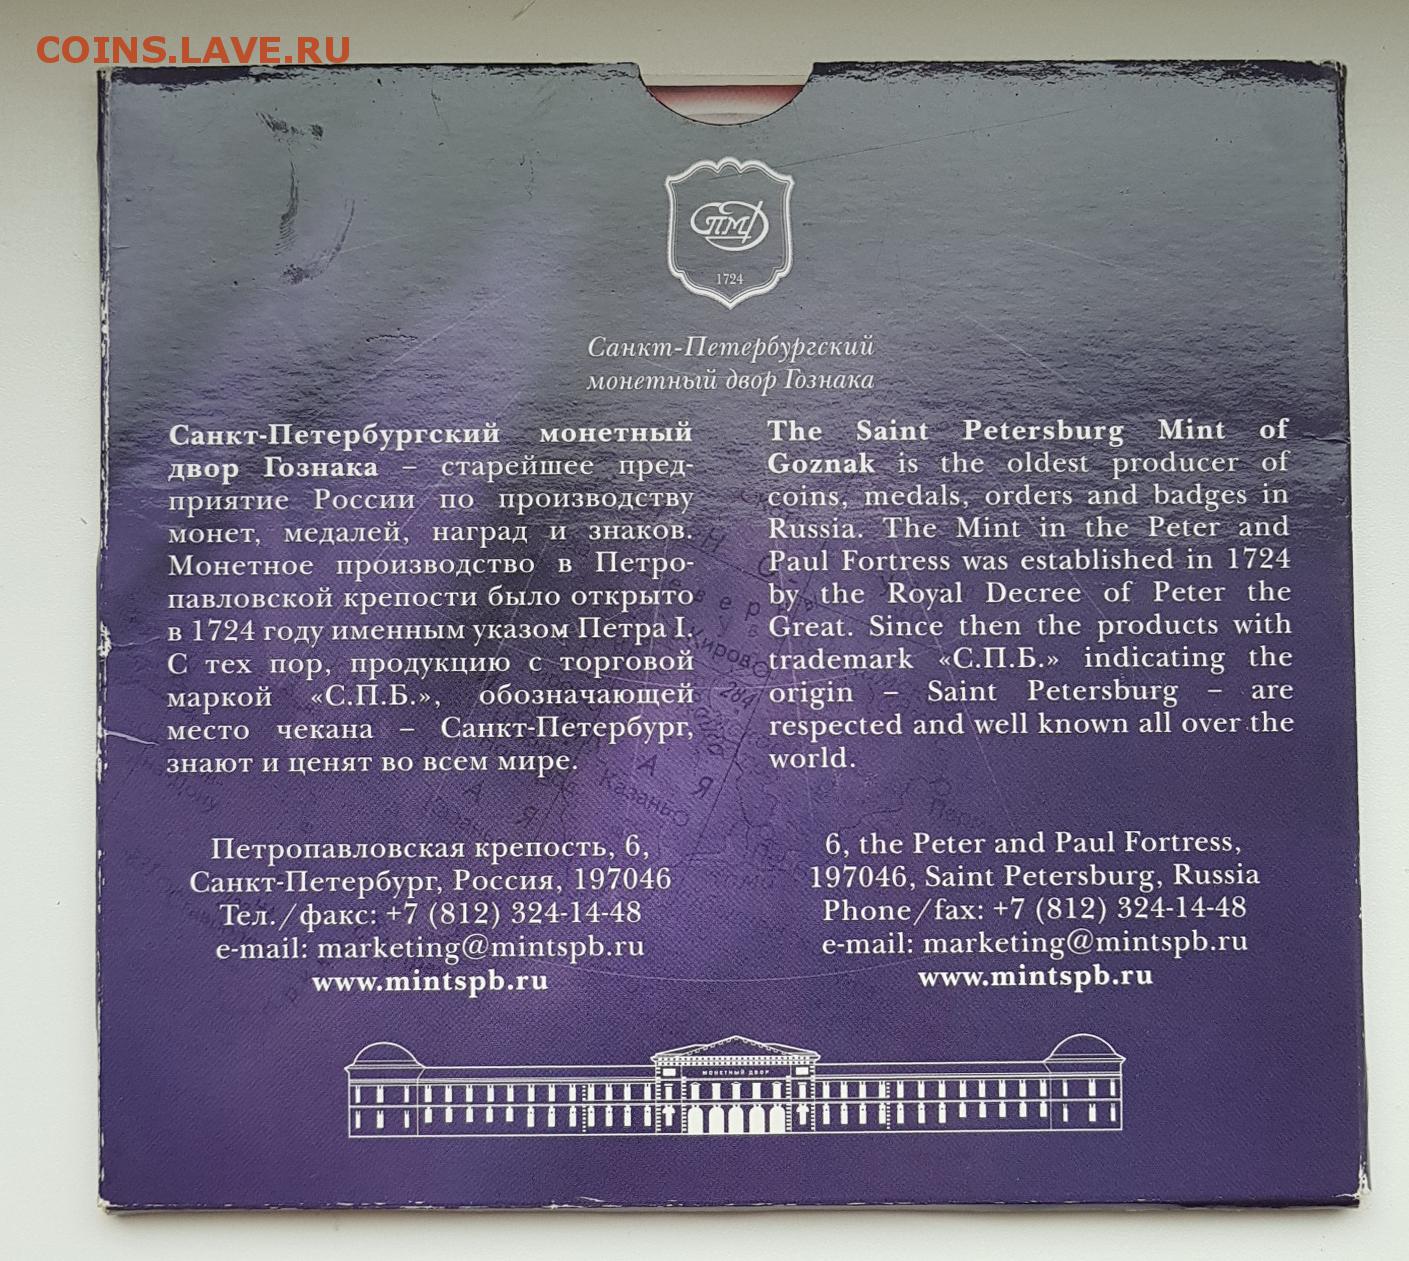 COINS.LAVE.RU
СПМД
1724
Санкт-Петербургский
монетный двор Гознака
Санкт-Петербургский монетный
двор Гознака – старейшее пред-
приятие России по производству
монет, медалей, наград и знаков.
Монетное производство в Петро-
павловской крепости было открыто
в 1724 году именным указом Петра I.
С тех пор, продукцию с торговой
маркой «С.П.Б.», обозначающей
место чекана – Санкт-Петербург,
знают и ценят во всем мире.
The Saint Petersburg Mint of
Goznak is the oldest producer of
coins, medals, orders and badges in
Russia. The Mint in the Peter and
Paul Fortress was established in 1724
by the Royal Decree of Peter the
Great. Since then the products with
trademark «С.П.Б.» indicating the
origin – Saint Petersburg – are
respected and well known all over the
world.
Петропавловская крепость, 6,
Санкт-Петербург, Россия, 197046
Тел./факс: +7 (812) 324-14-48
e-mail: marketing@mintspb.ru
www.mintspb.ru
6, the Peter and Paul Fortress,
197046, Saint Petersburg, Russia
Phone/fax: +7 (812) 324-14-48
e-mail: marketing@mintspb.ru
www.mintspb.ru
МОНЕТНЫЙ ДВОР